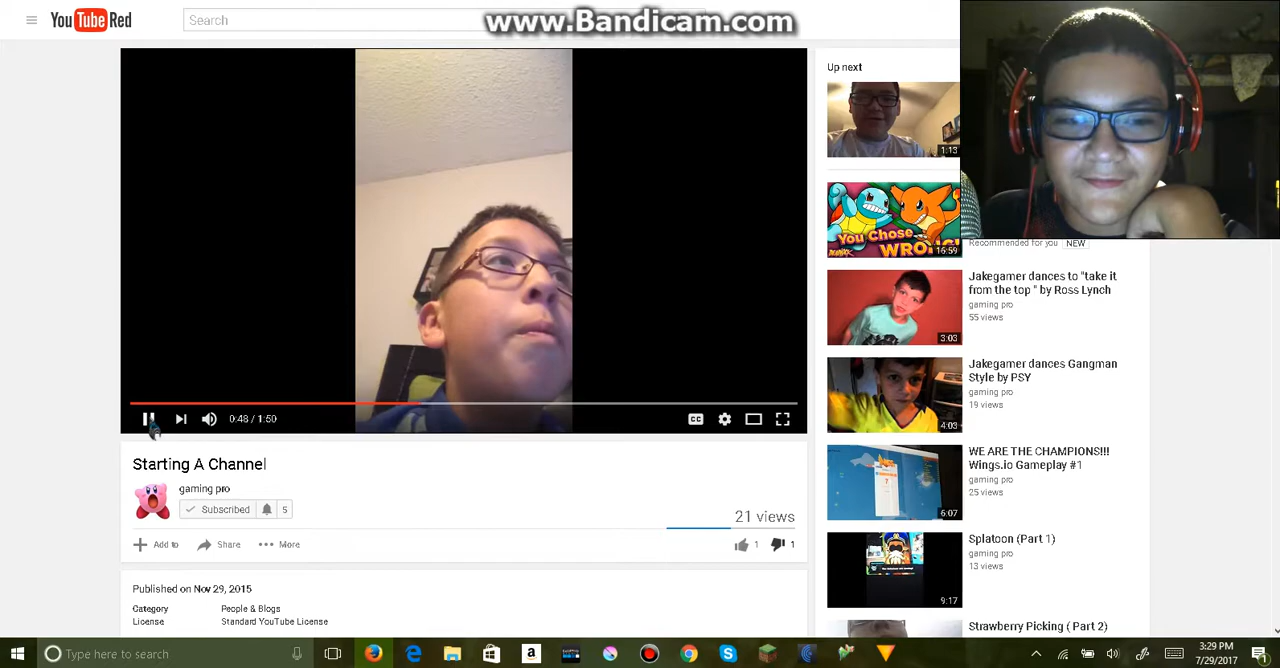 YouTube Red
Search
www.Bandicam.com
Up next
1:13
You Chose
WRONG!
16:59
Recommended for you NEW
Jakegamer dances to "take it
from the top " by Ross Lynch
gaming pro
55 views
3:03
Jakegamer dances Gangman
Style by PSY
gaming pro
19 views
4:03
WE ARE THE CHAMPIONS!!!
Wings.io Gameplay #1
gaming pro
25 views
6:07
Splatoon (Part 1)
gaming pro
13 views
9:17
Strawberry Picking ( Part 2)
0:48 / 1:50
CC
Starting A Channel
gaming pro
Subscribed 5
21 views
Add to Share More
1 1
Published on Nov 29, 2015
Category People & Blogs
License Standard YouTube License
Type here to search
3:29 PM
7/29/2017